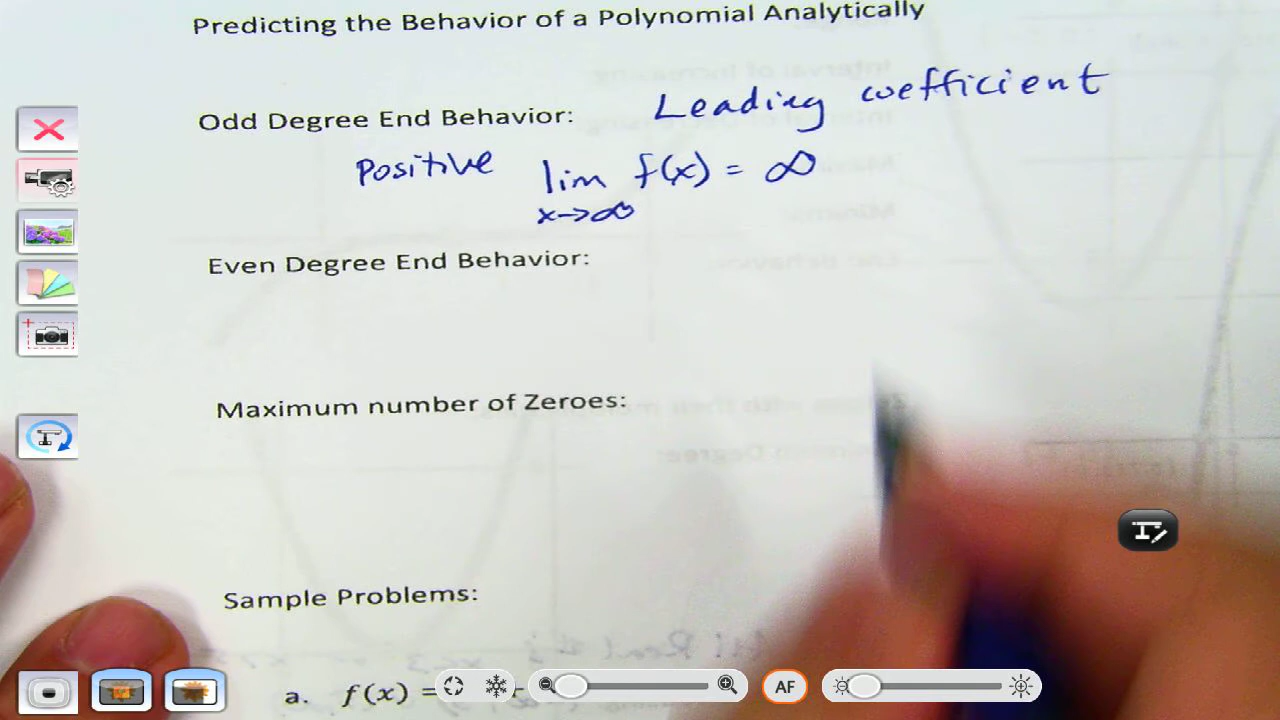 Predicting the Behavior of a Polynomial Analytically
Odd Degree End Behavior: Leading coefficient
Positive lim f(x) = ∞
x→∞
Even Degree End Behavior:
Maximum number of Zeroes:
Sample Problems:
a. f(x) =
AF